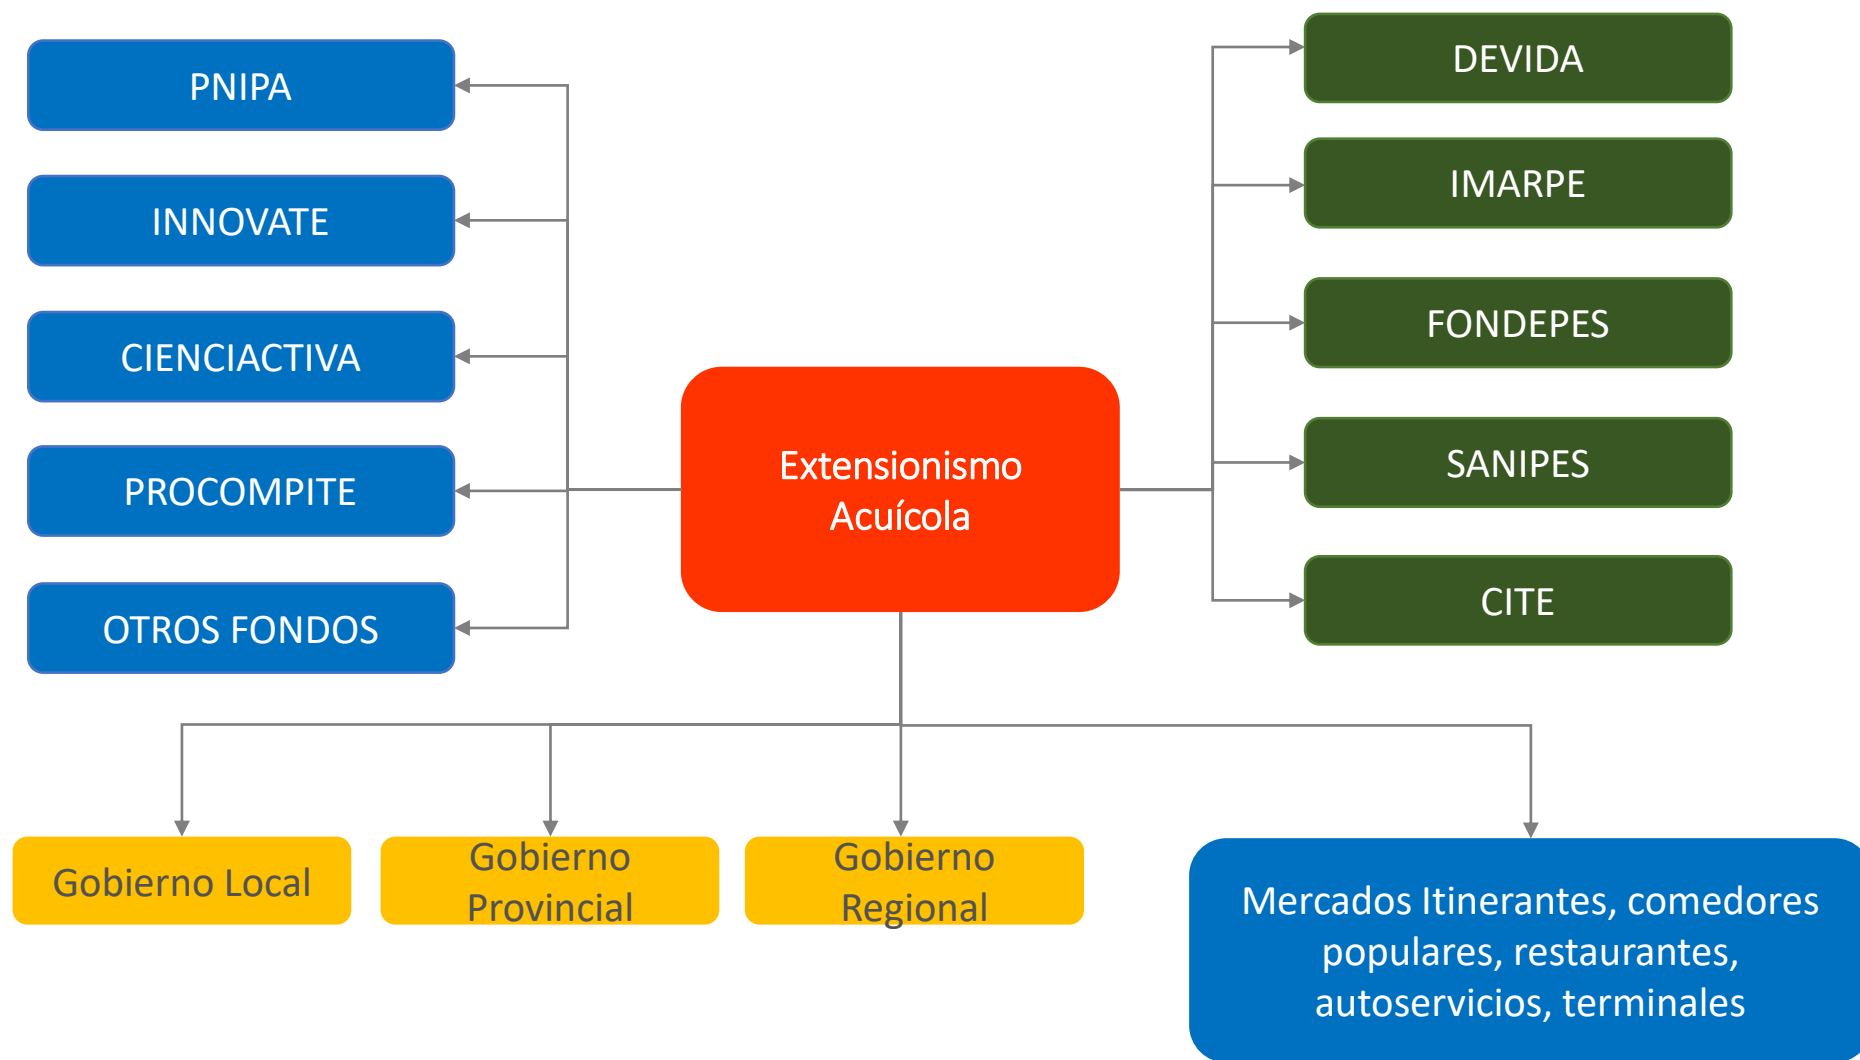 PNIPA
INNOVATE
CIENCIACTIVA
PROCOMPITE
OTROS FONDOS
Extensionismo
Acuícola
DEVIDA
IMARPE
FONDEPES
SANIPES
CITE
Gobierno Local
Gobierno
Provincial
Gobierno
Regional
Mercados Itinerantes, comedores
populares, restaurantes,
autoservicios, terminales